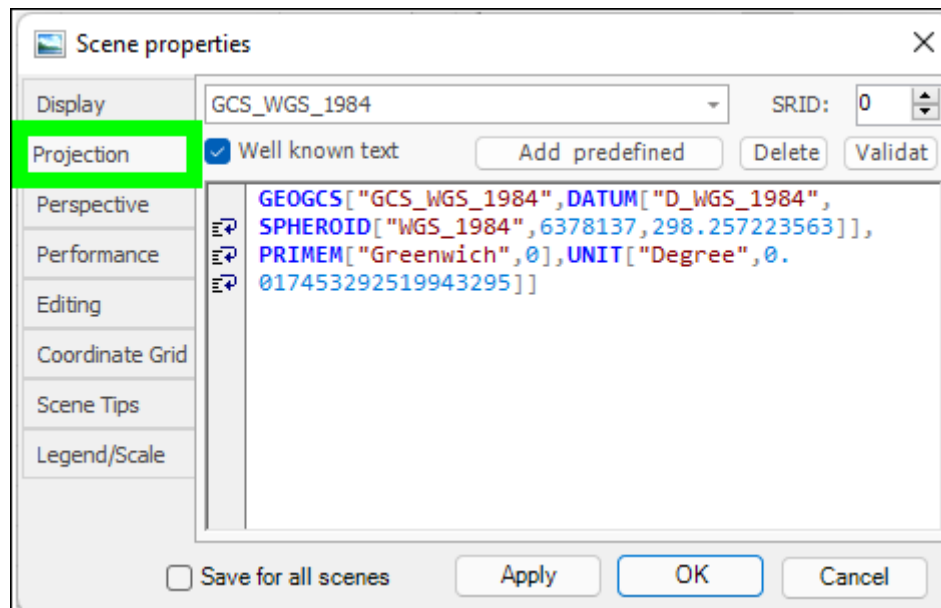 Scene properties
Display
GCS_WGS_1984
SRID:
0
Projection
Well known text
Add predefined
Delete
Validat
Perspective
Performance
Editing
Coordinate Grid
Scene Tips
Legend/Scale
GEOGCS["GCS_WGS_1984",DATUM["D_WGS_1984",
SPHEROID["WGS_1984",6378137,298.257223563]],
PRIMEM["Greenwich",0],UNIT["Degree",0.
017453292519943295]]
Save for all scenes
Apply
OK
Cancel